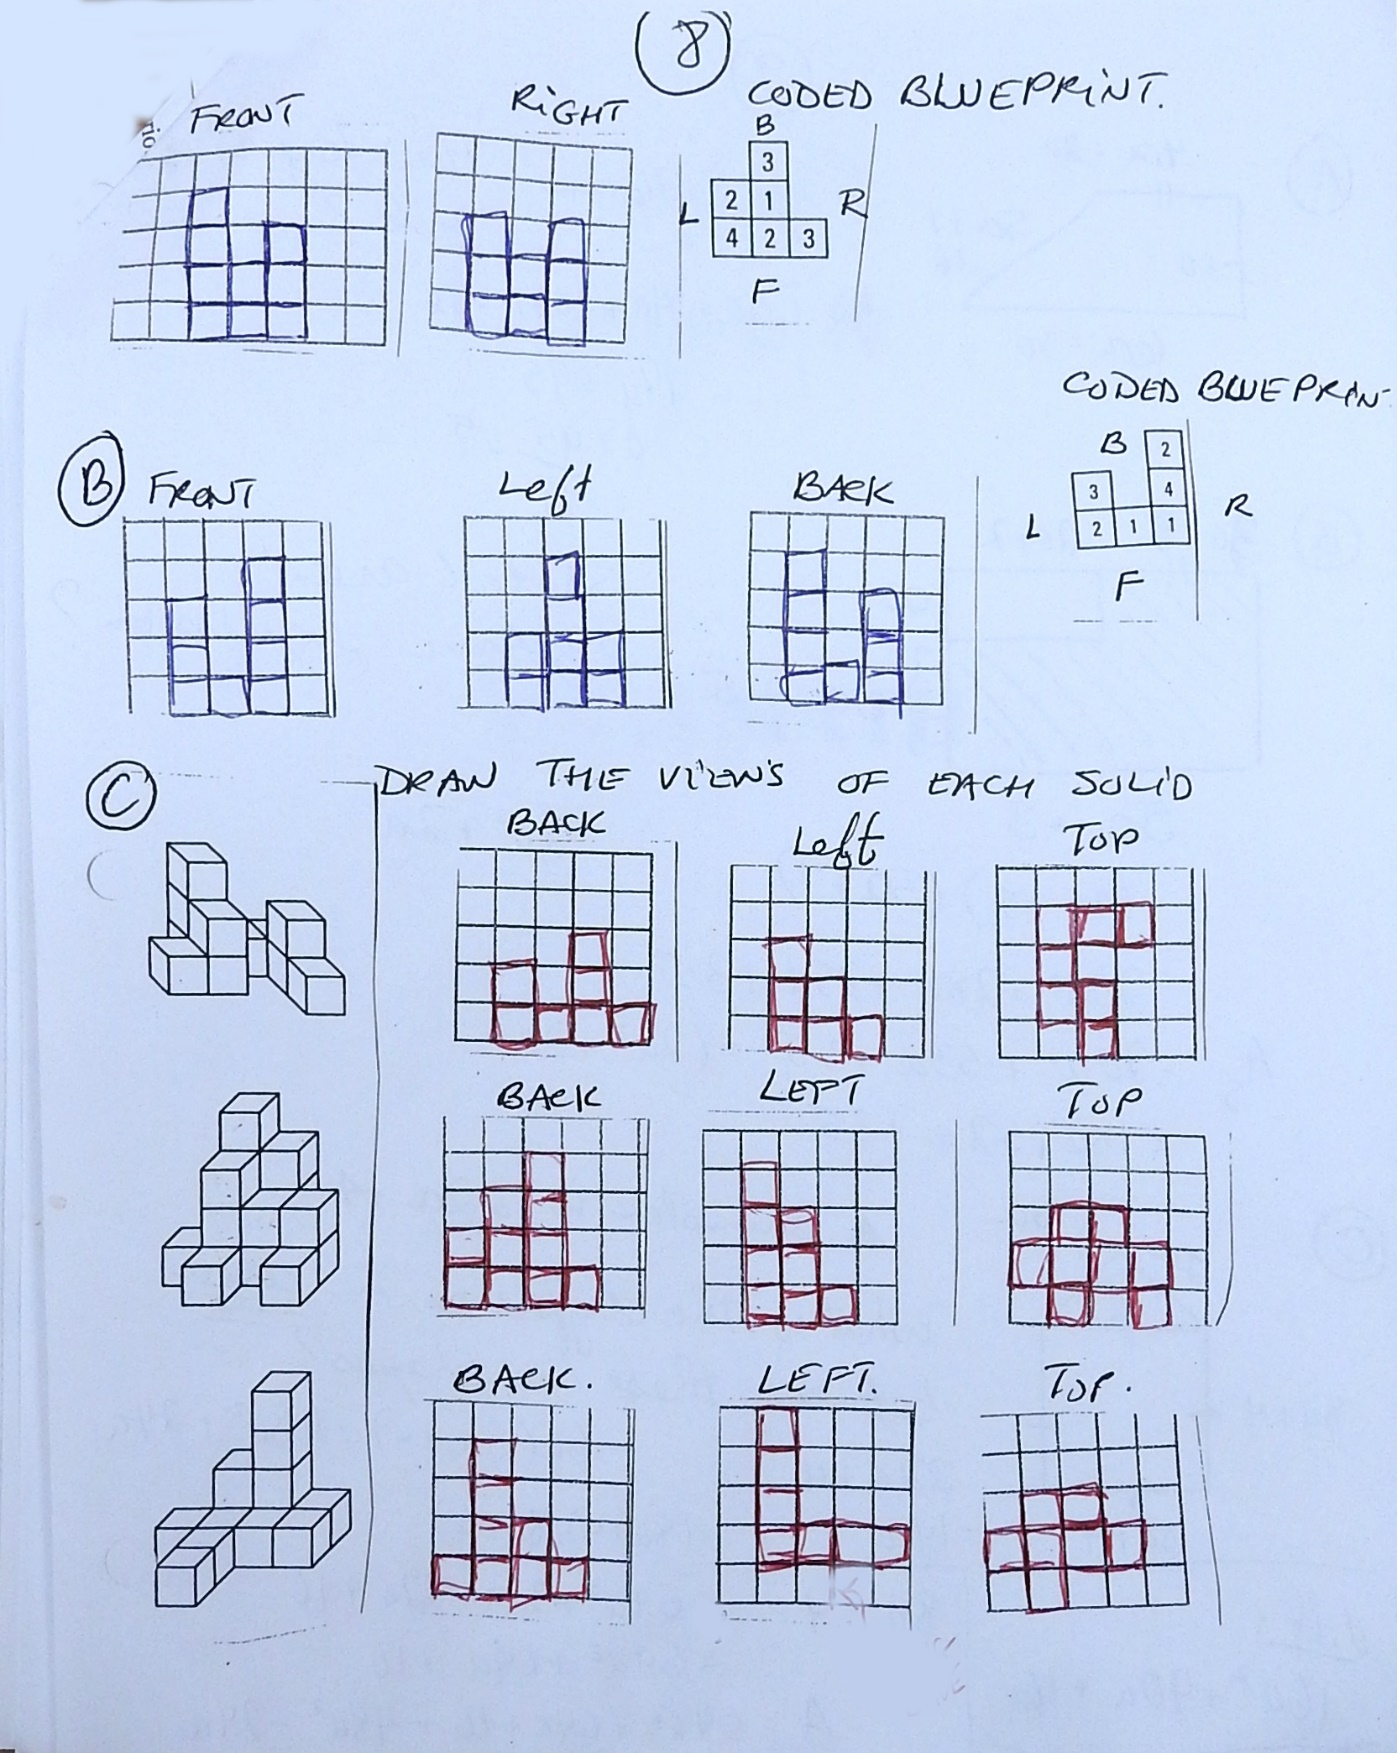 8
FRONT RiGHT CODED BLUEPRiNT.
B
3
L 2 1 R
4 2 3
F
CODED BLUEPRIN
B FRONT Left BACK
B 2
3 4
L 2 1 1 R
F
C DRAW THE ViEWS OF EACH SOLiD
BACK Left TOP
BACK LEFT TOP
BACK. LEFT. TOP.